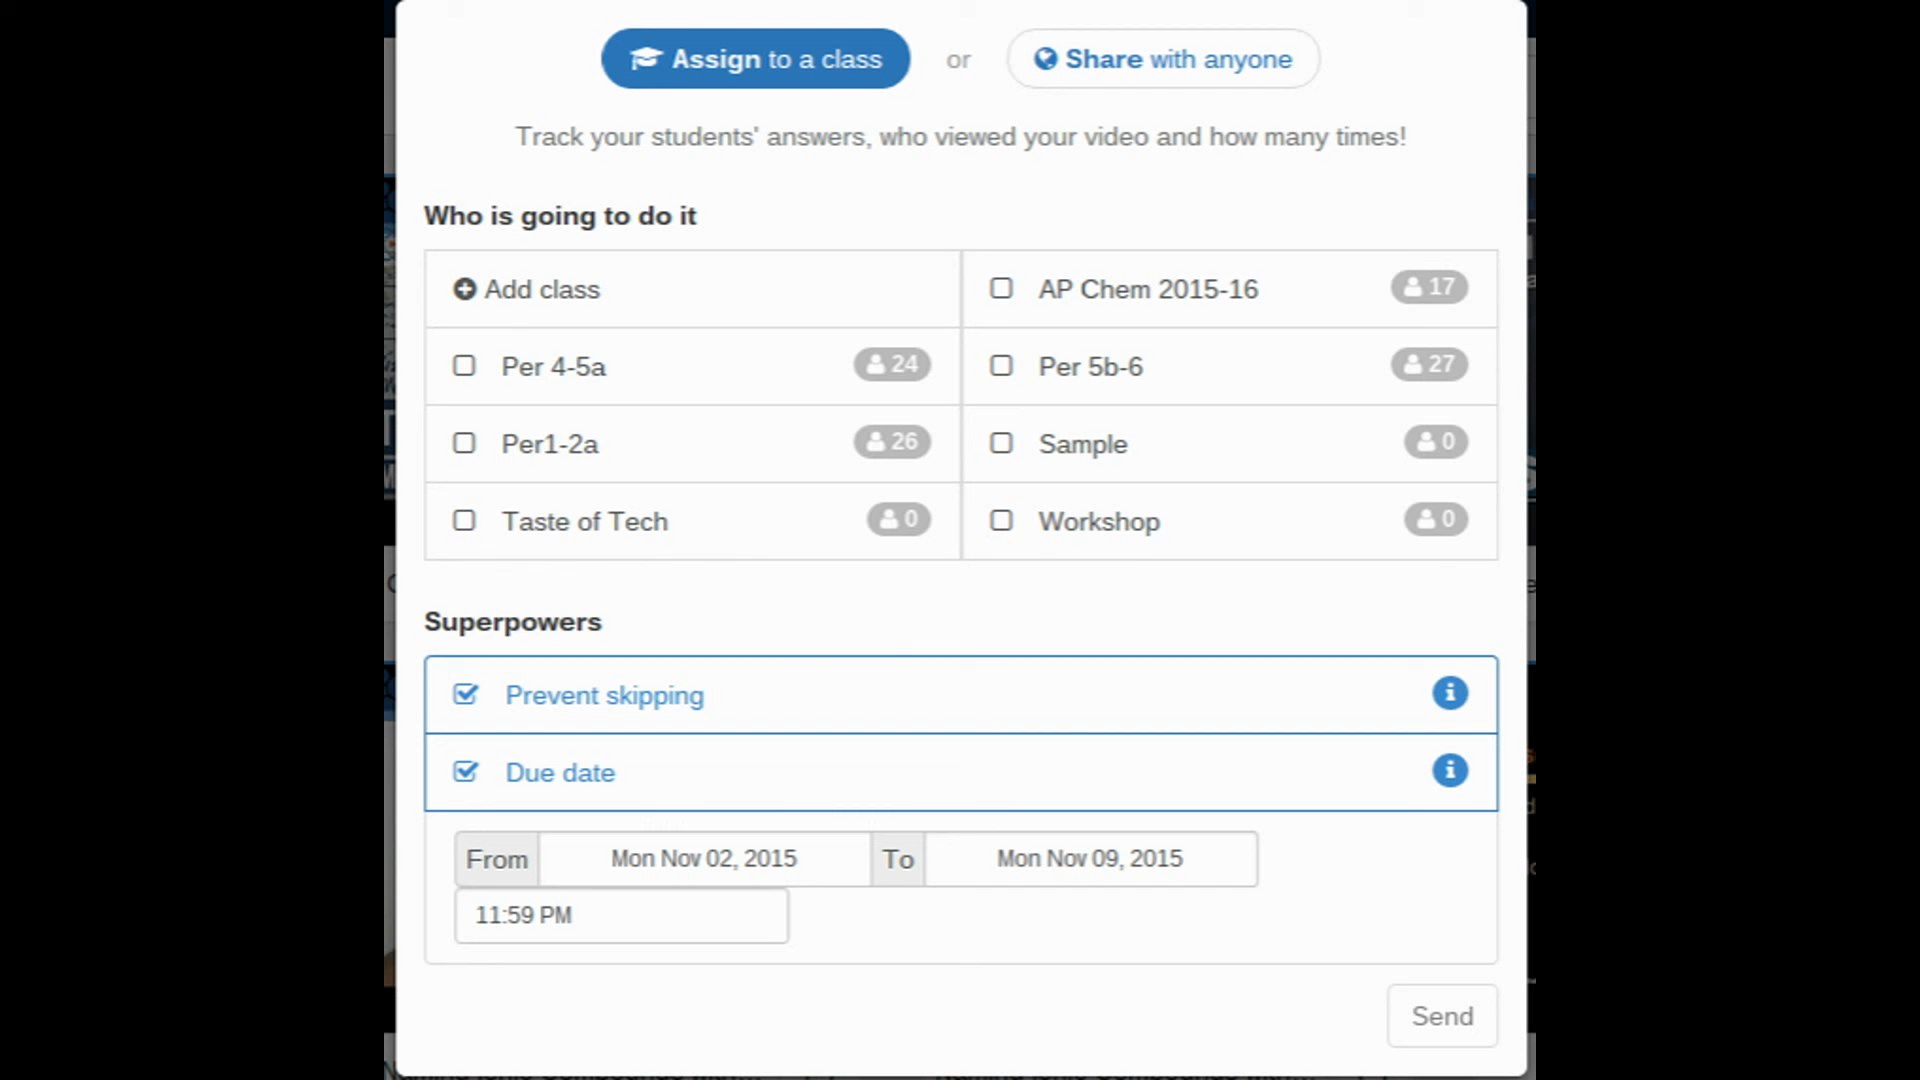 Assign to a class or Share with anyone
Track your students' answers, who viewed your video and how many times!
Who is going to do it
Add class
AP Chem 2015-16 17
Per 4-5a 24
Per 5b-6 27
Per1-2a 26
Sample 0
Taste of Tech 0
Workshop 0
Superpowers
Prevent skipping
Due date
From Mon Nov 02, 2015 To Mon Nov 09, 2015
11:59 PM
Send